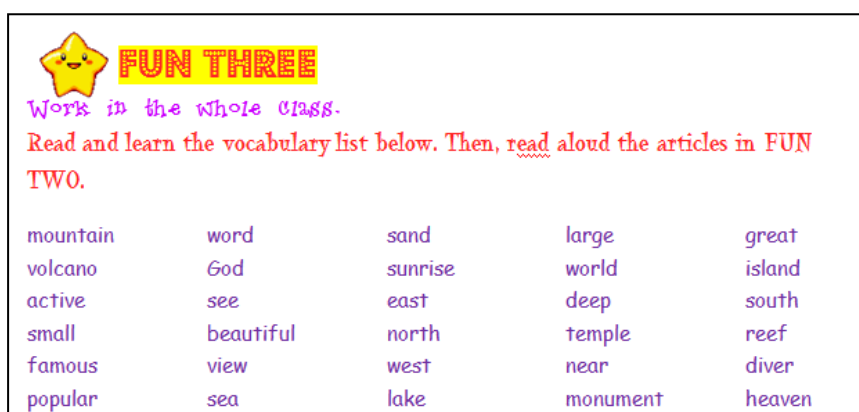 FUN THREE
Work in the whole class.
Read and learn the vocabulary list below. Then, read aloud the articles in FUN
TWO.
mountain word sand large great
volcano God sunrise world island
active see east deep south
small beautiful north temple reef
famous view west near diver
popular sea lake monument heaven